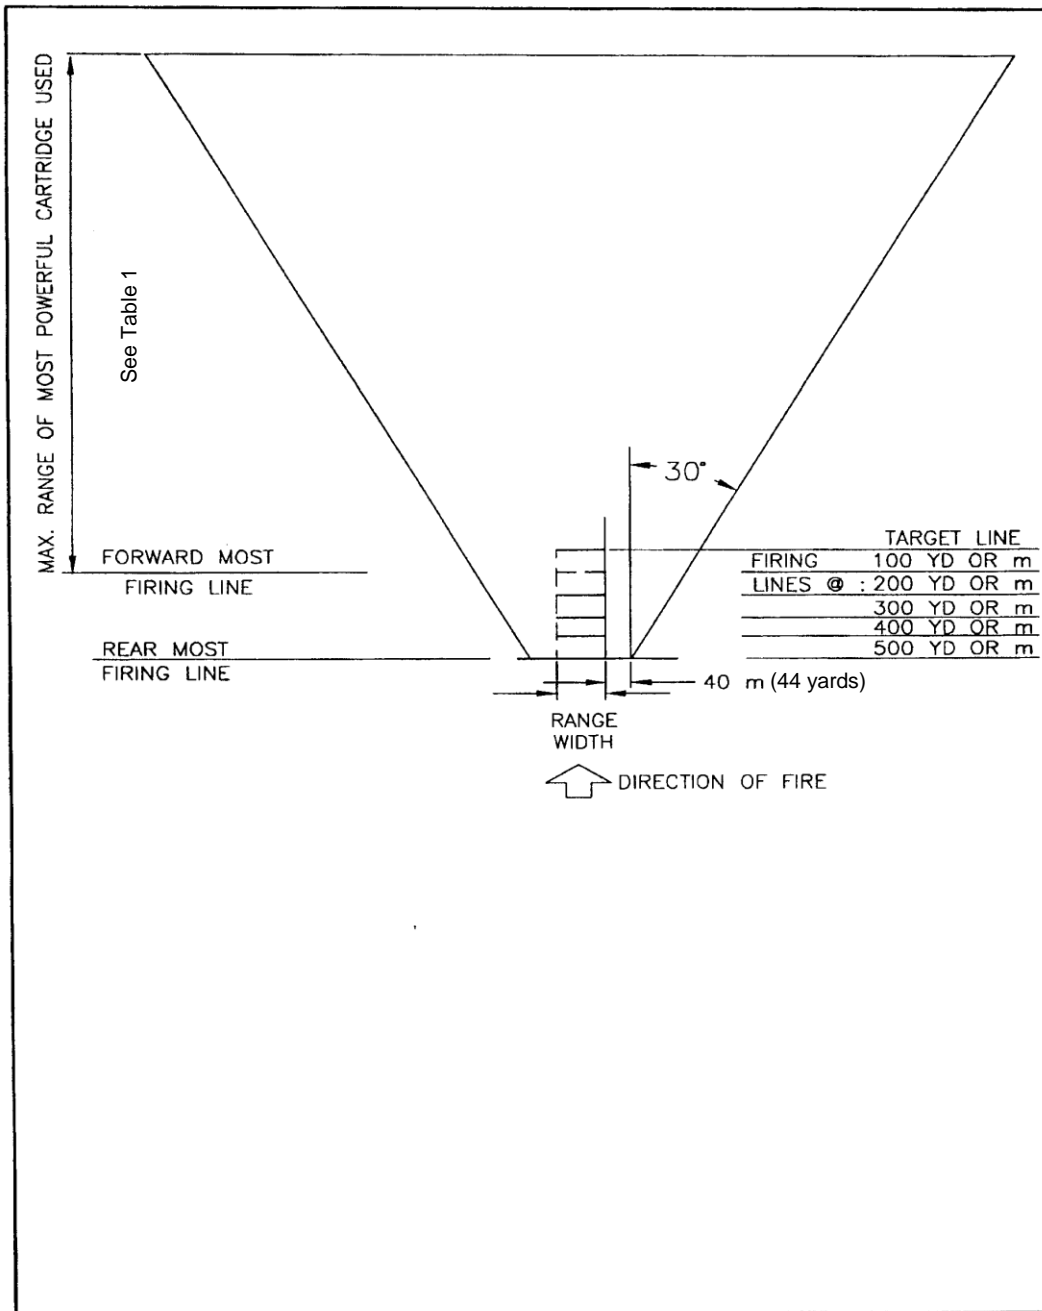 MAX. RANGE OF MOST POWERFUL CARTRIDGE USED
See Table 1
30°
FORWARD MOST
FIRING LINE
REAR MOST
FIRING LINE
TARGET LINE
FIRING 100 YD OR m
LINES @ : 200 YD OR m
300 YD OR m
400 YD OR m
500 YD OR m
40 m (44 yards)
RANGE
WIDTH
DIRECTION OF FIRE